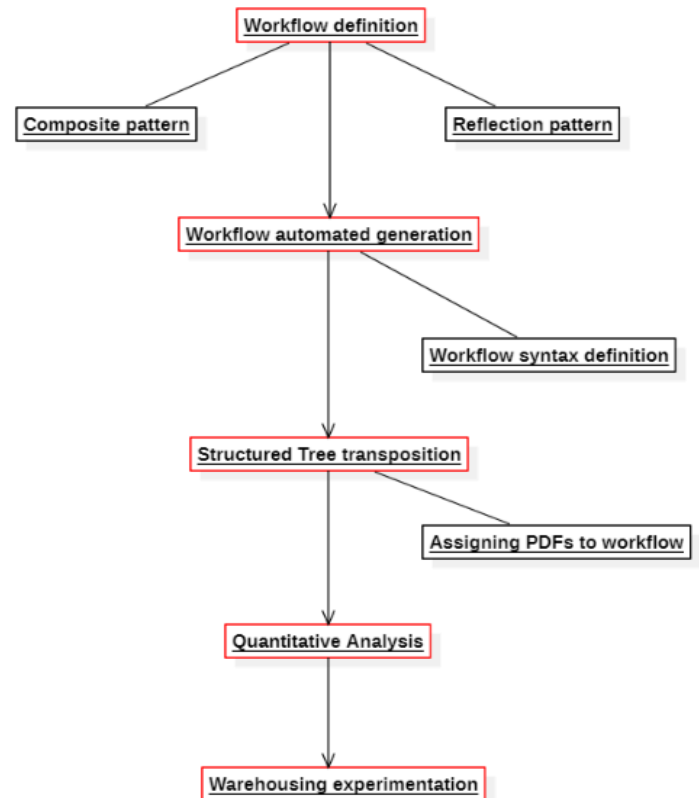 Workflow definition
Composite pattern
Reflection pattern
Workflow automated generation
Workflow syntax definition
Structured Tree transposition
Assigning PDFs to workflow
Quantitative Analysis
Warehousing experimentation